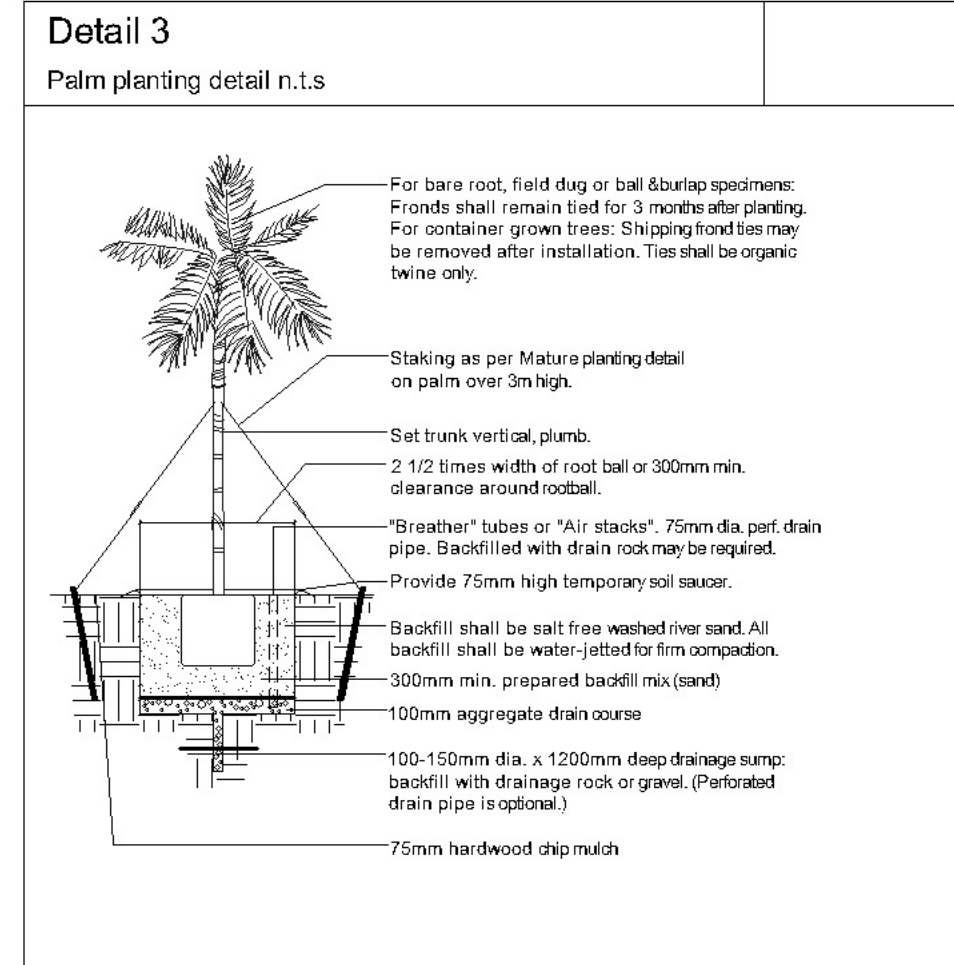 Detail 3
Palm planting detail n.t.s
For bare root, field dug or ball &burlap specimens:
Fronds shall remain tied for 3 months after planting.
For container grown trees: Shipping frond ties may
be removed after installation. Ties shall be organic
twine only.
Staking as per Mature planting detail
on palm over 3m high.
Set trunk vertical, plumb.
2 1/2 times width of root ball or 300mm min.
clearance around rootball.
"Breather" tubes or "Air stacks". 75mm dia. perf. drain
pipe. Backfilled with drain rock may be required.
Provide 75mm high temporary soil saucer.
Backfill shall be salt free washed river sand. All
backfill shall be water-jetted for firm compaction.
300mm min. prepared backfill mix (sand)
100mm aggregate drain course
100-150mm dia. x 1200mm deep drainage sump:
backfill with drainage rock or gravel. (Perforated
drain pipe is optional.)
75mm hardwood chip mulch